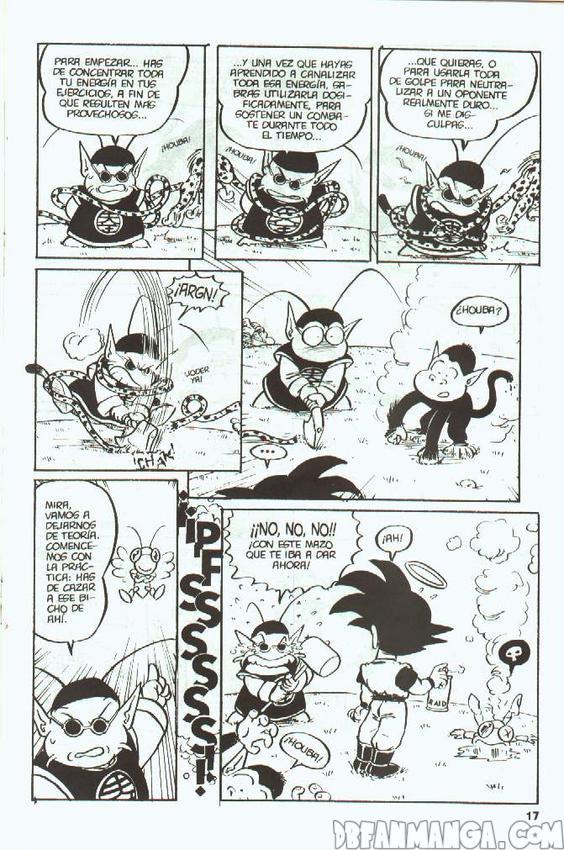 PARA EMPEZAR... HAS
DE CONCENTRAR TODA
TU ENERGÍA EN TUS
EJERCICIOS, A FIN DE
QUE RESULTEN MÁS
PROVECHOSOS...
¡HOUBA!
...Y UNA VEZ QUE HAYAS
APRENDIDO A CANALIZAR
TODA ESA ENERGÍA, SA-
BRÁS UTILIZARLA DOSI-
FICADAMENTE, PARA
SOSTENER UN COMBA-
TE DURANTE TODO
EL TIEMPO...
¡HOUBA!
...QUE QUIERAS, O
PARA USARLA TODA
DE GOLPE PARA NEUTRA-
LIZAR A UN OPONENTE
REALMENTE DURO... SI ME
DISCUL-
PAS...
¡HOUBA!
¡ARGN!
JODER
YA!
¡CHAK!
¿HOUBA?
...
MIRA,
VAMOS A
DEJARNOS
DE TEORÍA.
COMENCE-
MOS CON
LA PRÁC-
TICA: HAS
DE CAZAR
A ESE BI-
CHO DE
AHÍ.
¡¡PFSSSSSS!!
¡¡NO, NO, NO!!
¡CON ESTE MAZO
QUE TE IBA A DAR
AHORA!
¡AH!
RAID
¡HOUBA!
17
DBFANMANGA.COM